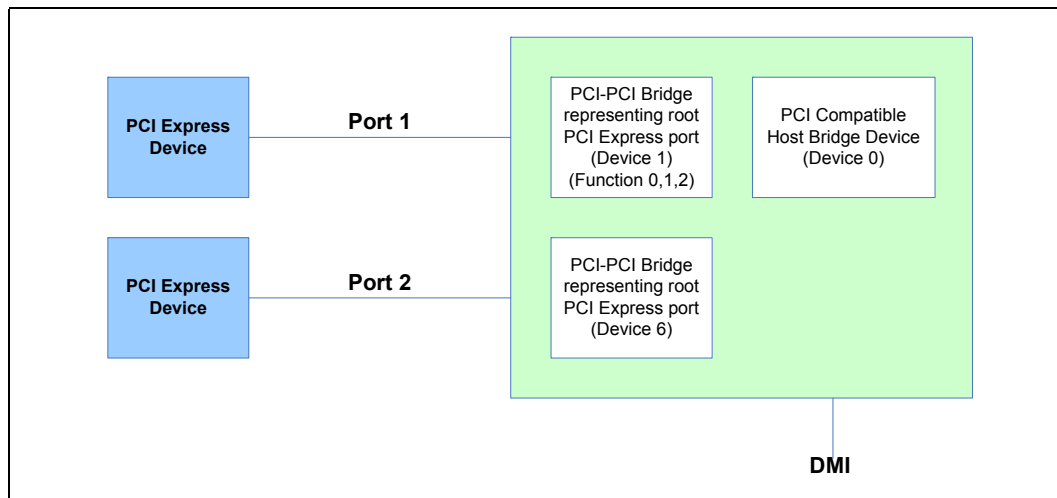 PCI Express
Device
Port 1
PCI-PCI Bridge
representing root
PCI Express port
(Device 1)
(Function 0,1,2)
PCI Compatible
Host Bridge Device
(Device 0)
PCI Express
Device
Port 2
PCI-PCI Bridge
representing root
PCI Express port
(Device 6)
DMI